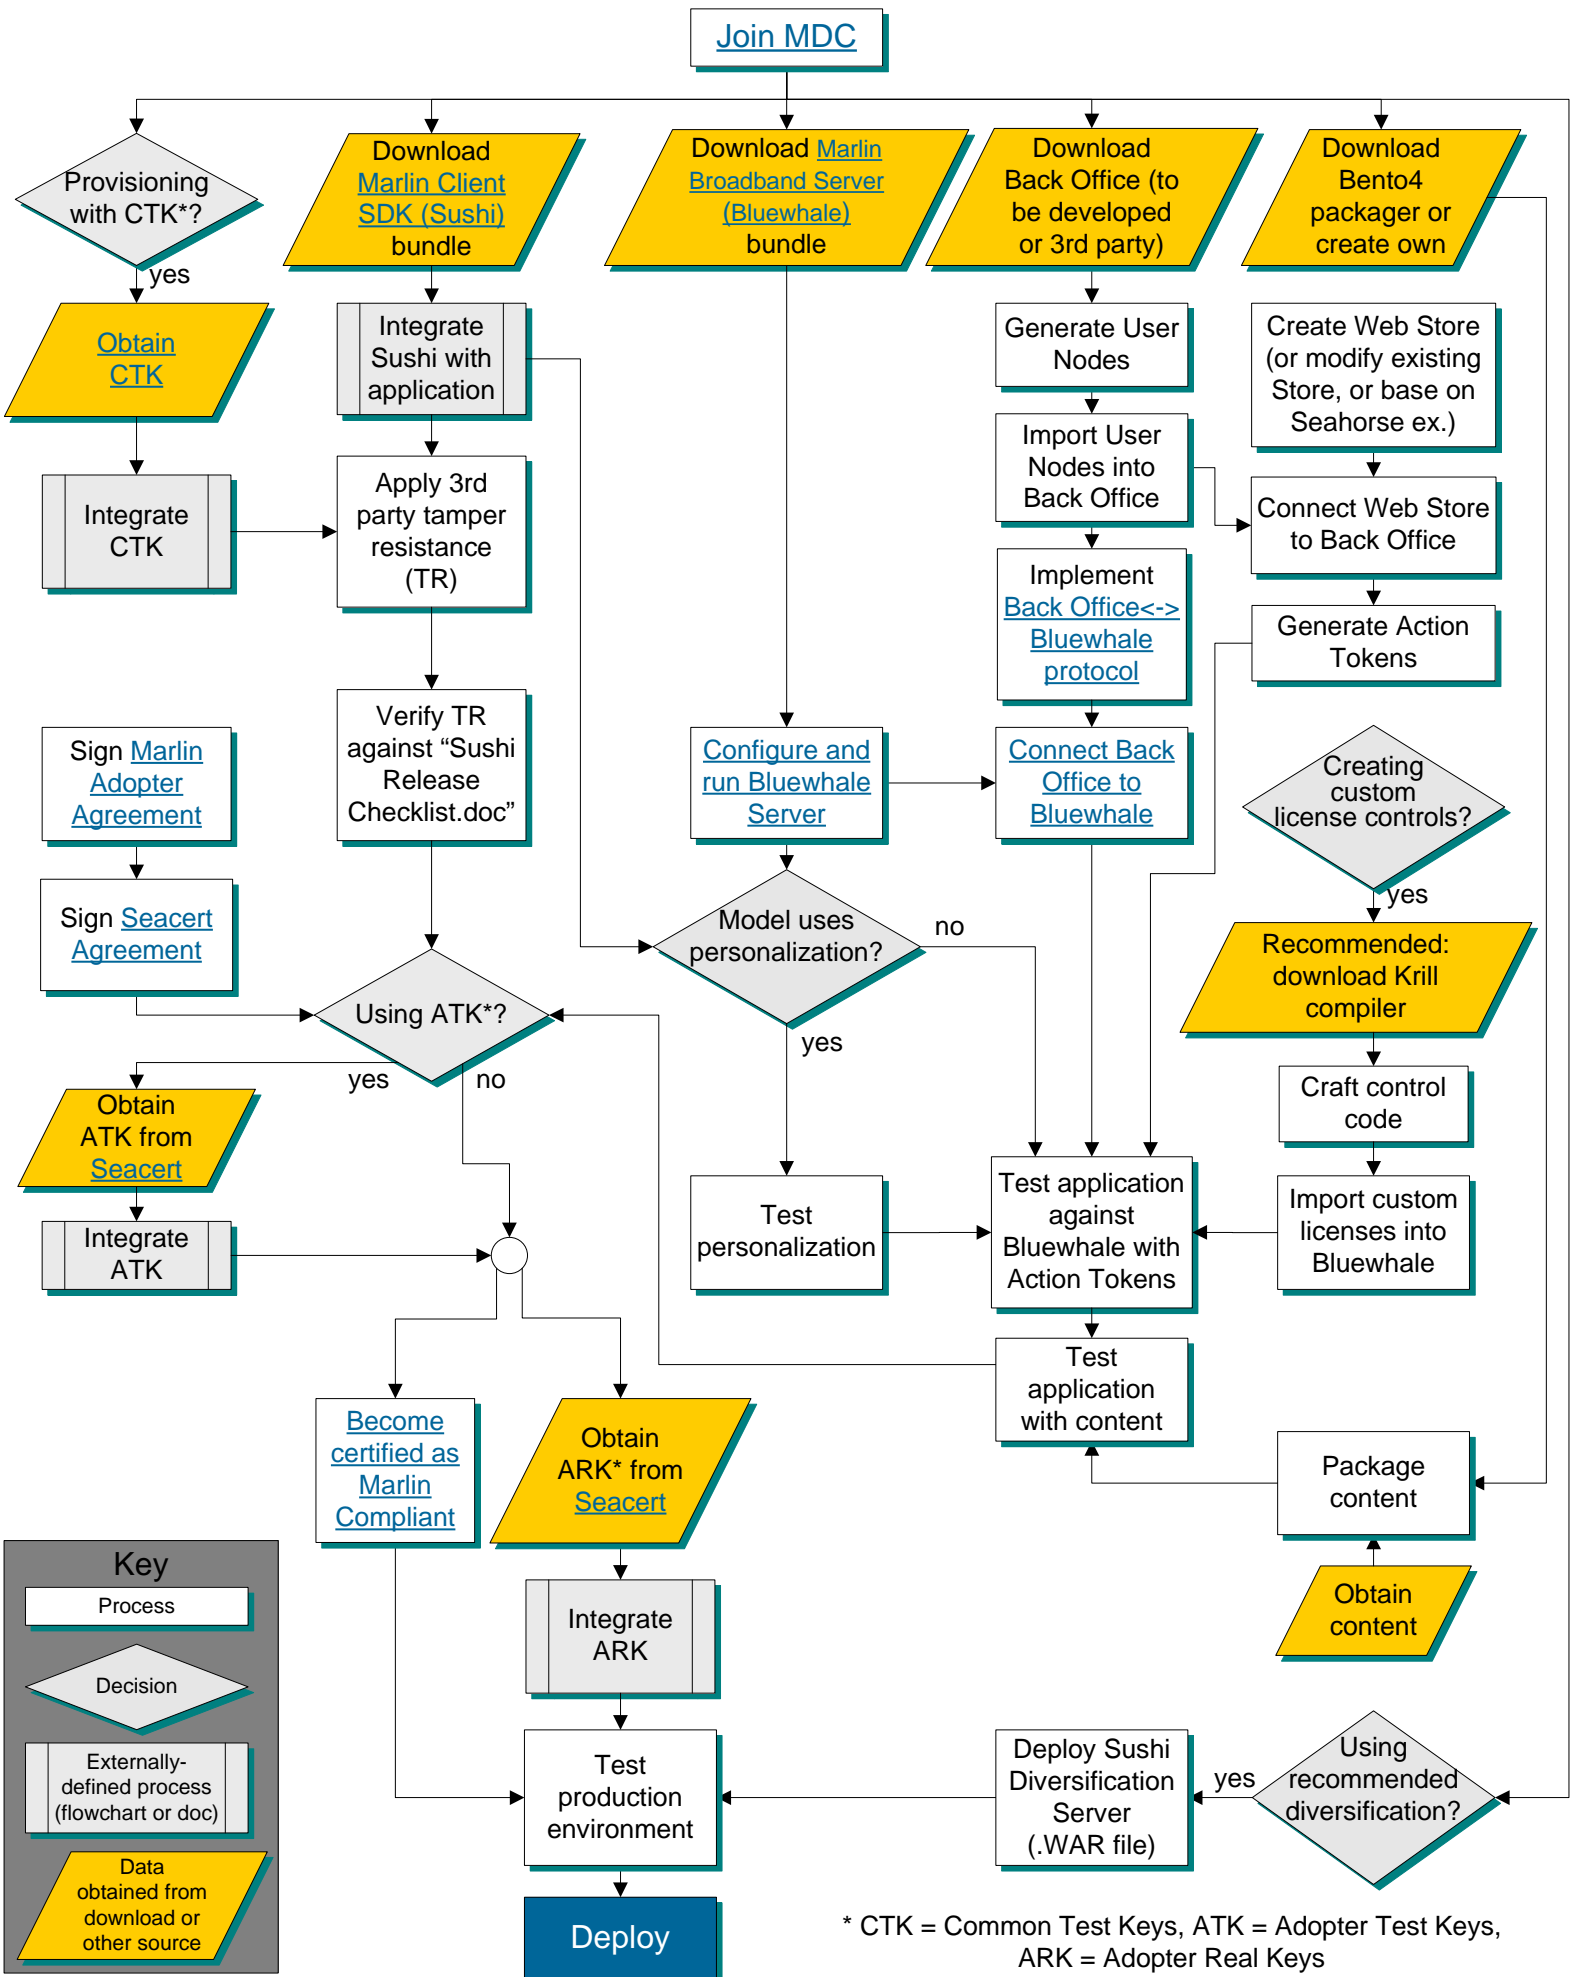 Join MDC
Provisioning
with CTK*?
yes
Download
Marlin Client
SDK (Sushi)
bundle
Download Marlin
Broadband Server
(Bluewhale)
bundle
Download
Back Office (to
be developed
or 3rd party)
Download
Bento4
packager or
create own
Obtain
CTK
Integrate
Sushi with
application
Generate User
Nodes
Create Web Store
(or modify existing
Store, or base on
Seahorse ex.)
Integrate
CTK
Apply 3rd
party tamper
resistance
(TR)
Import User
Nodes into
Back Office
Connect Web Store
to Back Office
Implement
Back Office<->
Bluewhale
protocol
Generate Action
Tokens
Sign Marlin
Adopter
Agreement
Verify TR
against “Sushi
Release
Checklist.doc”
Configure and
run Bluewhale
Server
Connect Back
Office to
Bluewhale
Creating
custom
license controls?
yes
Sign Seacert
Agreement
Model uses
personalization?
no
yes
Recommended:
download Krill
compiler
Using ATK*?
yes
no
Obtain
ATK from
Seacert
Craft control
code
Integrate
ATK
Test
personalization
Test application
against
Bluewhale with
Action Tokens
Import custom
licenses into
Bluewhale
Test
application
with content
Become
certified as
Marlin
Compliant
Obtain
ARK* from
Seacert
Package
content
Obtain
content
Integrate
ARK
Key
Process
Decision
Externally-
defined process
(flowchart or doc)
Data
obtained from
download or
other source
Test
production
environment
Deploy Sushi
Diversification
Server
(.WAR file)
yes
Using
recommended
diversification?
Deploy
* CTK = Common Test Keys, ATK = Adopter Test Keys,
ARK = Adopter Real Keys